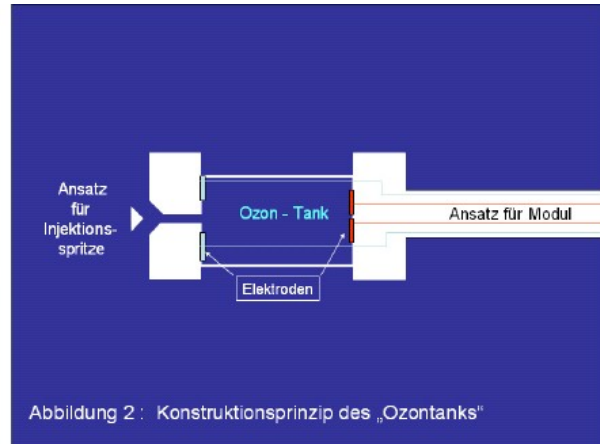 Ansatz
für
Injektions-
spritze
Ozon - Tank
Ansatz für Modul
Elektroden
Abbildung 2 : Konstruktionsprinzip des „Ozontanks“